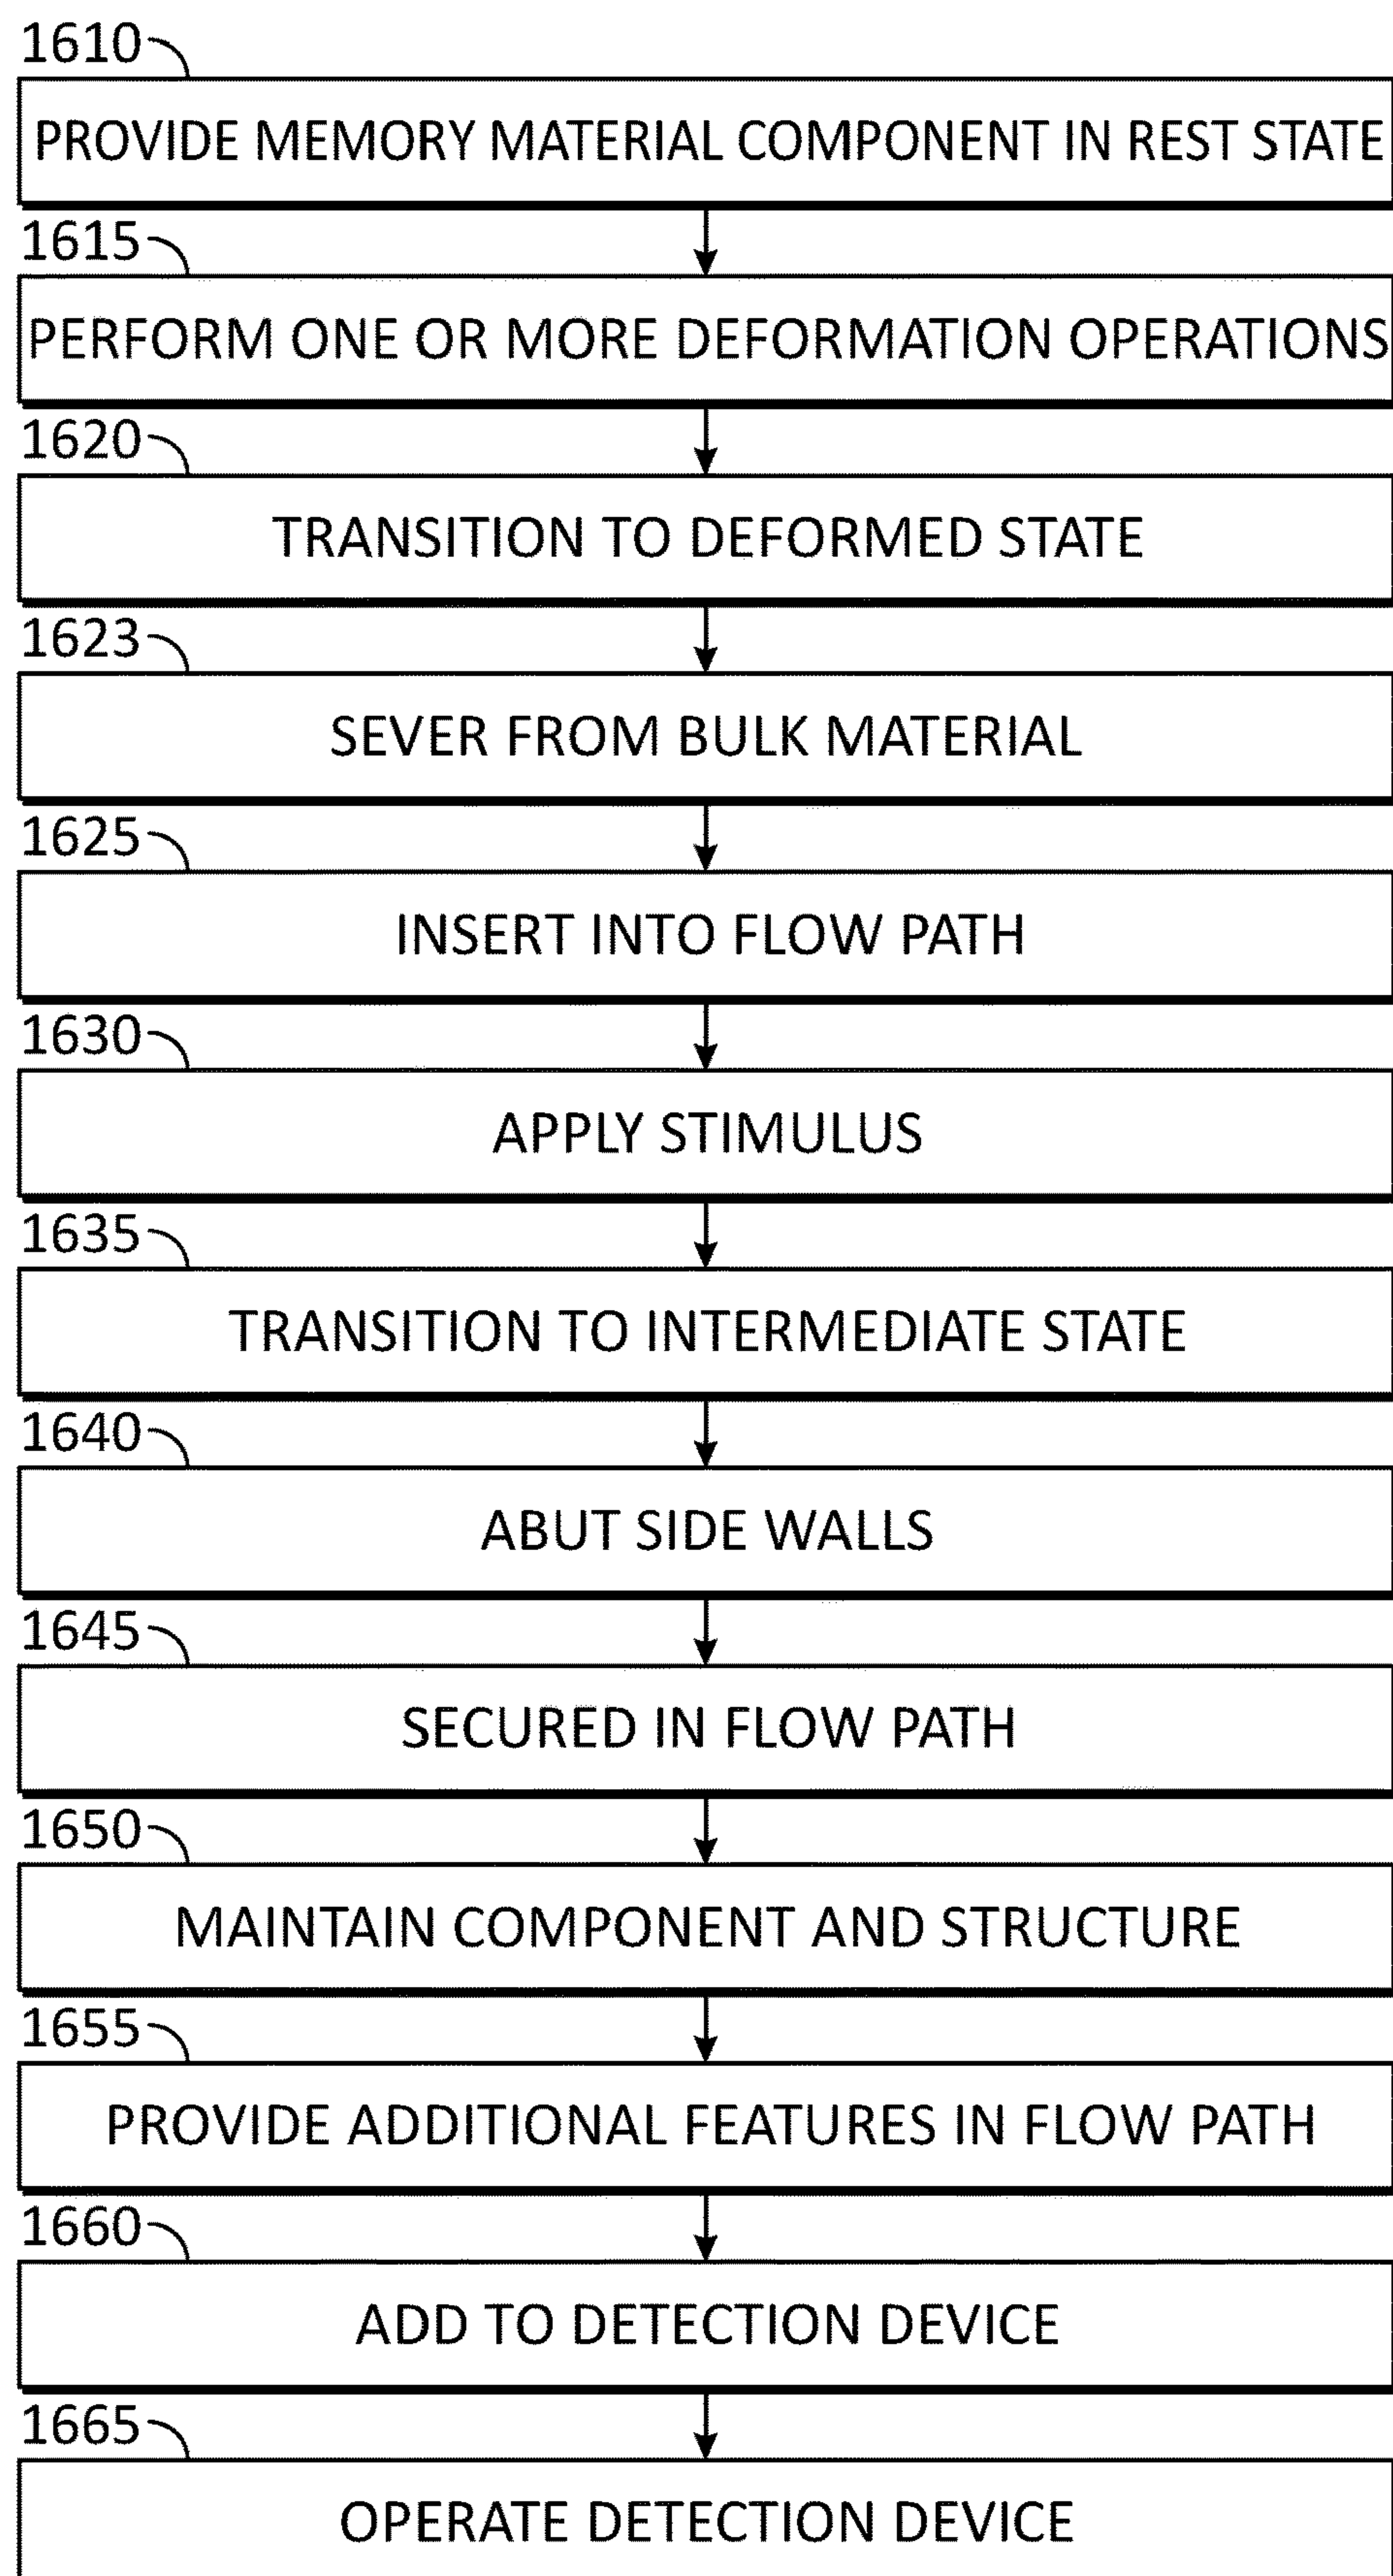 1610
PROVIDE MEMORY MATERIAL COMPONENT IN REST STATE
1615
PERFORM ONE OR MORE DEFORMATION OPERATIONS
1620
TRANSITION TO DEFORMED STATE
1623
SEVER FROM BULK MATERIAL
1625
INSERT INTO FLOW PATH
1630
APPLY STIMULUS
1635
TRANSITION TO INTERMEDIATE STATE
1640
ABUT SIDE WALLS
1645
SECURED IN FLOW PATH
1650
MAINTAIN COMPONENT AND STRUCTURE
1655
PROVIDE ADDITIONAL FEATURES IN FLOW PATH
1660
ADD TO DETECTION DEVICE
1665
OPERATE DETECTION DEVICE